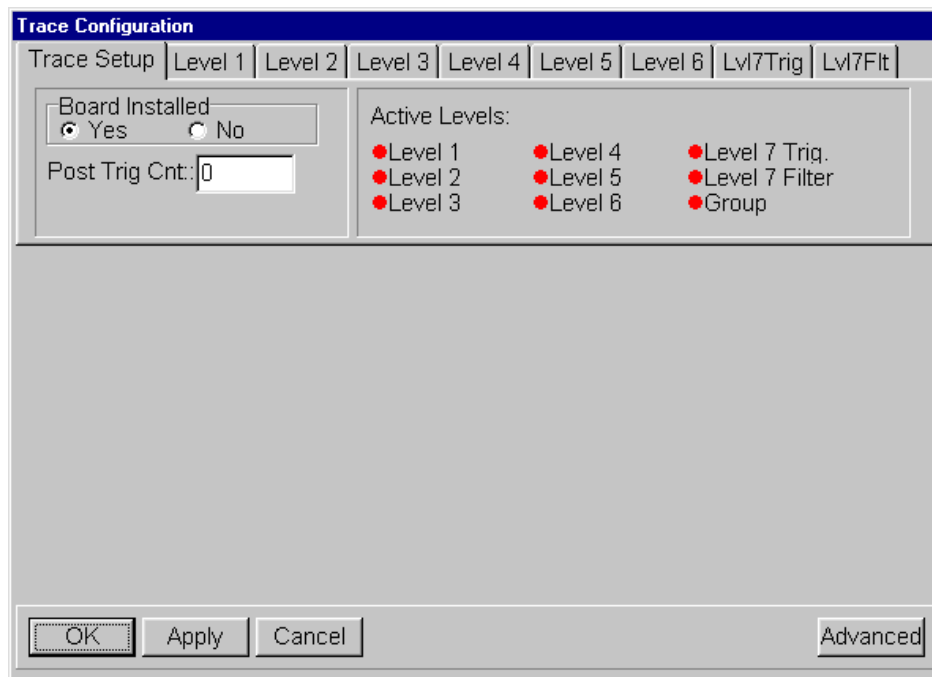 Trace Configuration
Trace Setup Level 1 Level 2 Level 3 Level 4 Level 5 Level 6 Lvl7Trig Lvl7Flt
Board Installed
Yes No
Post Trig Cnt:: 0
Active Levels:
Level 1 Level 4 Level 7 Trig.
Level 2 Level 5 Level 7 Filter
Level 3 Level 6 Group
OK Apply Cancel Advanced